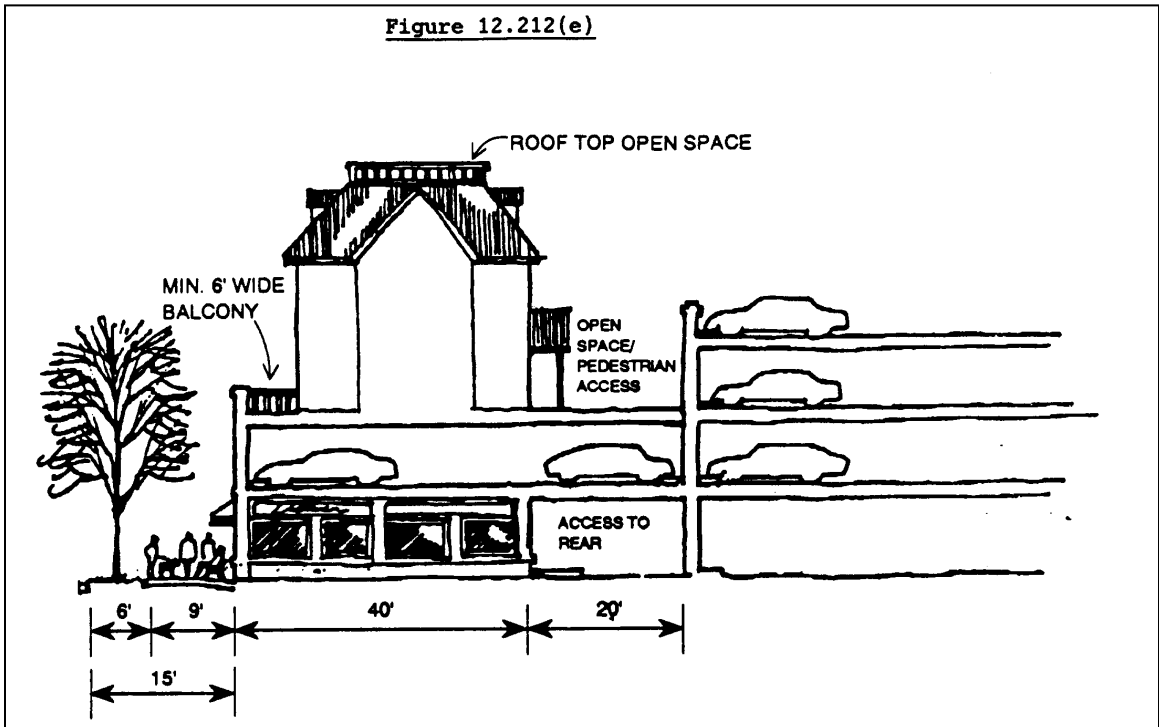 Figure 12.212(e)
ROOF TOP OPEN SPACE
MIN. 6' WIDE
BALCONY
OPEN
SPACE/
PEDESTRIAN
ACCESS
ACCESS TO
REAR
6'
9'
40'
20'
15'